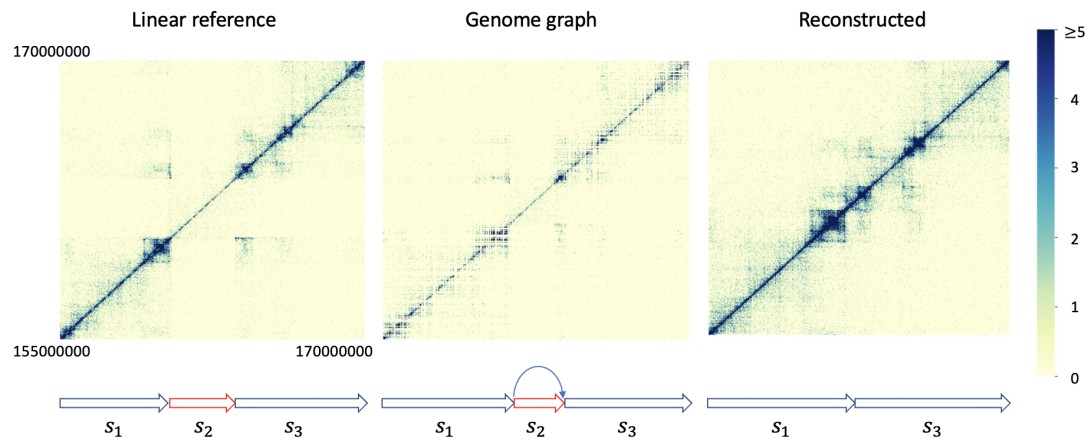 Linear reference
Genome graph
Reconstructed
170000000
155000000
170000000
≥5
4
3
2
1
0
s₁
s₂
s₃
s₁
s₂
s₃
s₁
s₃